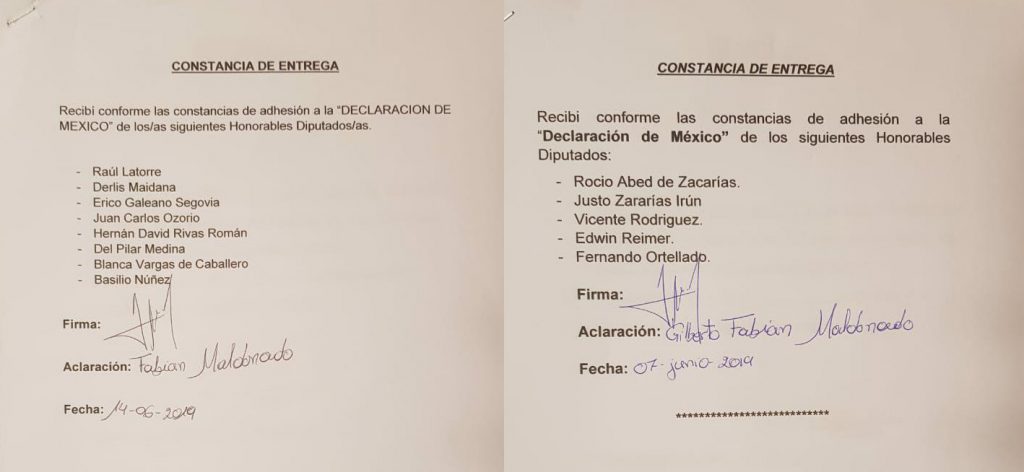 CONSTANCIA DE ENTREGA
Recibi conforme las constancias de adhesión a la “DECLARACION DE
MEXICO” de los/as siguientes Honorables Diputados/as.
- Raúl Latorre
- Derlis Maidana
- Erico Galeano Segovia
- Juan Carlos Ozorio
- Hernán David Rivas Román
- Del Pilar Medina
- Blanca Vargas de Caballero
- Basilio Núñez
Firma:
Aclaración: Fabian Maldonado
Fecha: 14-06-2019
CONSTANCIA DE ENTREGA
Recibi conforme las constancias de adhesión a la
“Declaración de México” de los siguientes Honorables
Diputados:
- Rocio Abed de Zacarías.
- Justo Zararías Irún
- Vicente Rodriguez.
- Edwin Reimer.
- Fernando Ortellado.
Firma:
Aclaración: Gilberto Fabian Maldonado
Fecha: 07-junio-2019
***************************